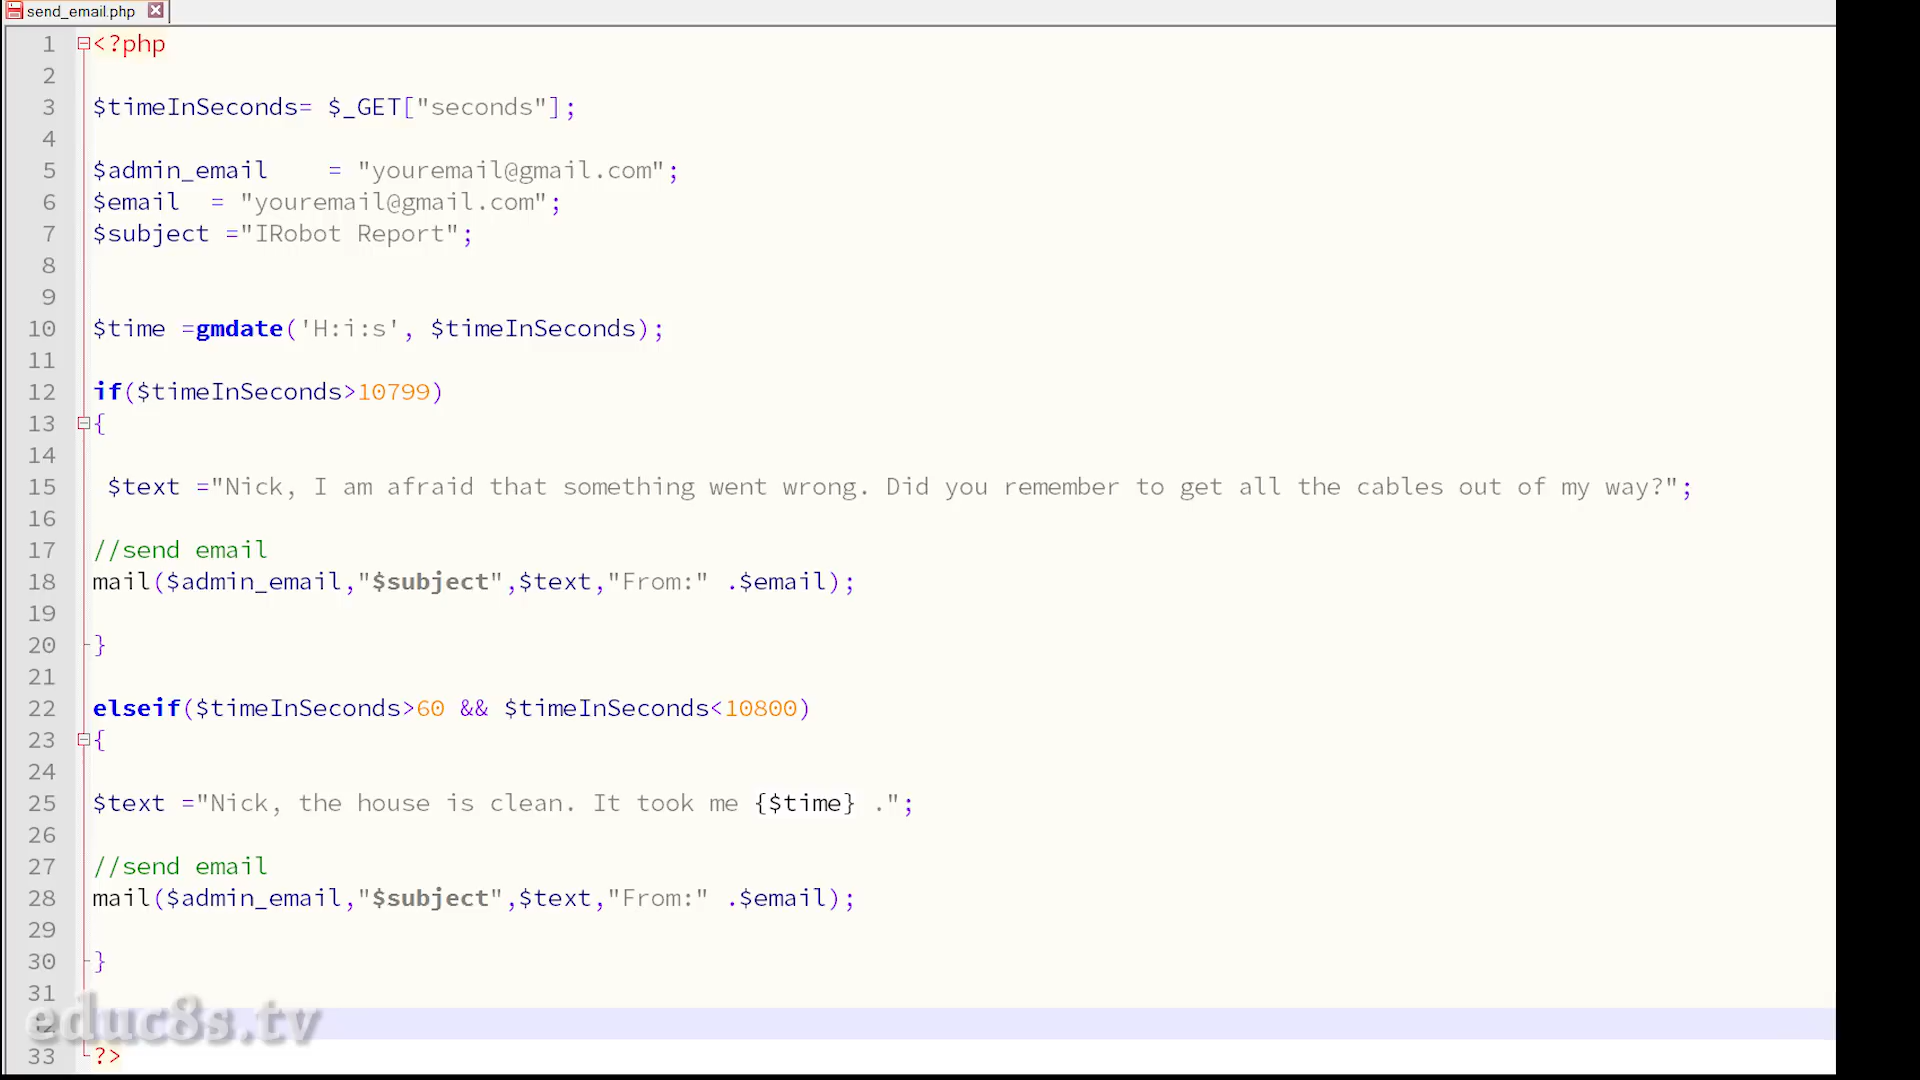 send_email.php
1 <?php
2
3 $timeInSeconds= $_GET["seconds"];
4
5 $admin_email    = "youremail@gmail.com";
6 $email  = "youremail@gmail.com";
7 $subject ="IRobot Report";
8
9
10 $time =gmdate('H:i:s', $timeInSeconds);
11
12 if($timeInSeconds>10799)
13 {
14
15  $text ="Nick, I am afraid that something went wrong. Did you remember to get all the cables out of my way?";
16
17 //send email
18 mail($admin_email,"$subject",$text,"From:" .$email);
19
20 }
21
22 elseif($timeInSeconds>60 && $timeInSeconds<10800)
23 {
24
25 $text ="Nick, the house is clean. It took me {$time} .";
26
27 //send email
28 mail($admin_email,"$subject",$text,"From:" .$email);
29
30 }
31
educ8s.tv
33 ?>